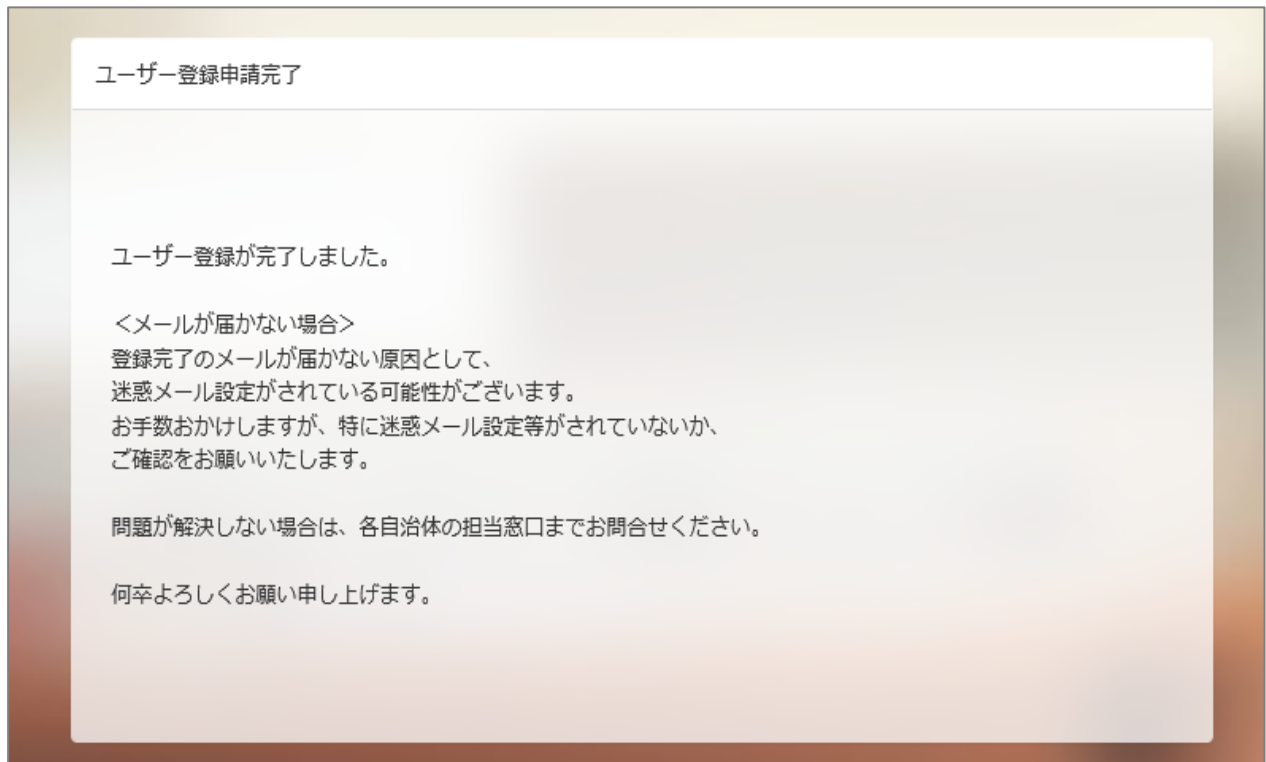 ユーザー登録申請完了
ユーザー登録が完了しました。
＜メールが届かない場合＞
登録完了のメールが届かない原因として、
迷惑メール設定がされている可能性がございます。
お手数おかけしますが、特に迷惑メール設定等がされていないか、
ご確認をお願いいたします。
問題が解決しない場合は、各自治体の担当窓口までお問合せください。
何卒よろしくお願い申し上げます。